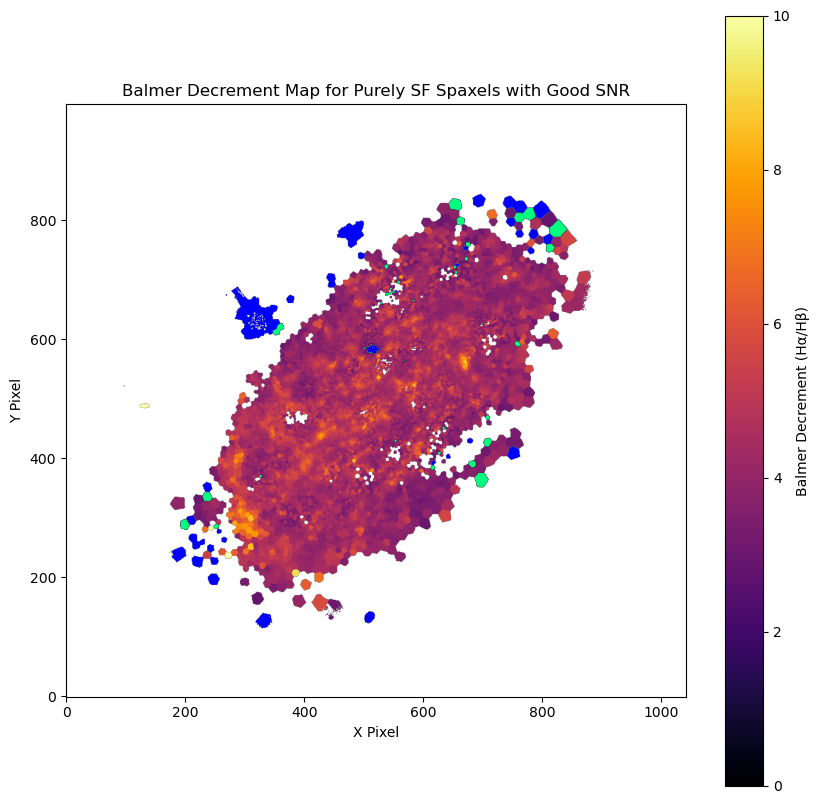 Balmer Decrement Map for Purely SF Spaxels with Good SNR
Y Pixel
800
600
400
200
0
0 200 400 600 800 1000
X Pixel
10
8
6
4
2
0
Balmer Decrement (Hα/Hβ)